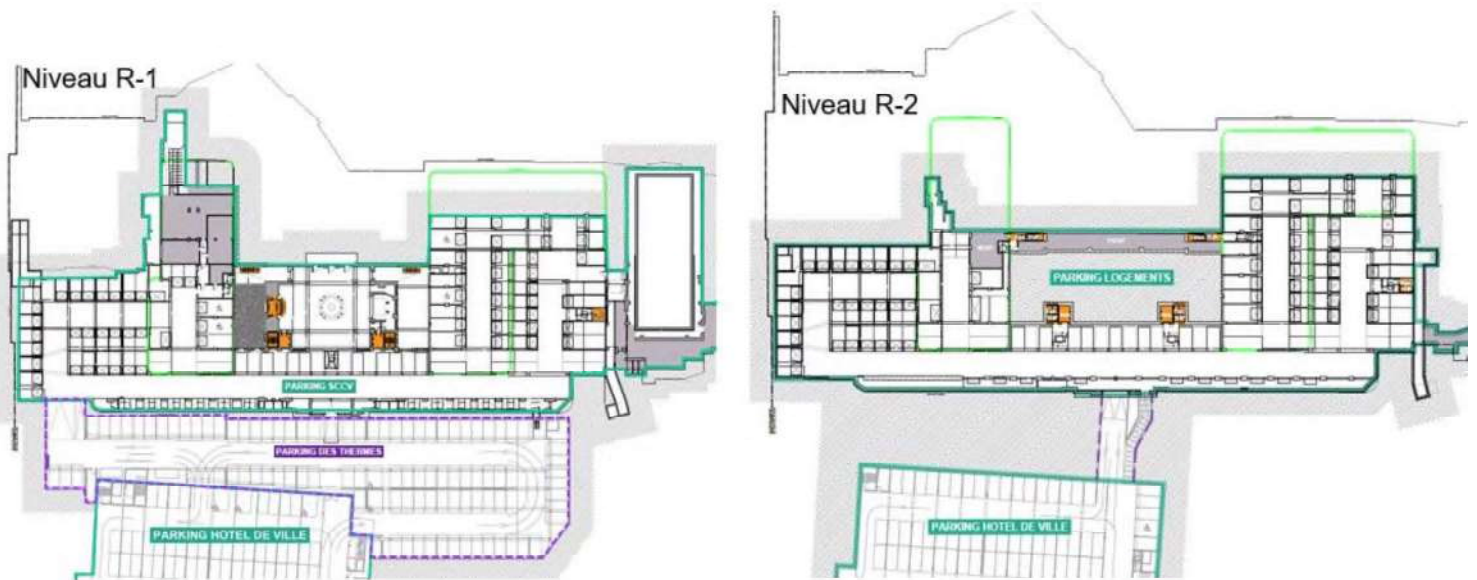 Niveau R-1
PARKING SCCV
PARKING DES THERMES
PARKING HOTEL DE VILLE
Niveau R-2
PARKING LOGEMENTS
PARKING HOTEL DE VILLE